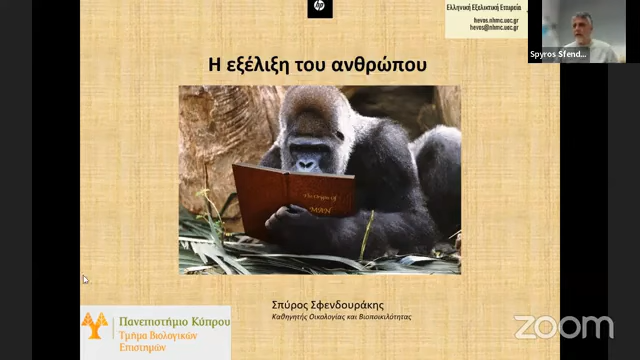 hp
Ελληνική Εξελικτική Εταιρεία
hevos.nhmc.uoc.gr
hevos@nhmc.uoc.gr
Spyros Sfend...
Η εξέλιξη του ανθρώπου
MAN
Σπύρος Σφενδουράκης
Καθηγητής Οικολογίας και Βιοποικιλότητας
Πανεπιστήμιο Κύπρου
Τμήμα Βιολογικών
Επιστημών
zoom